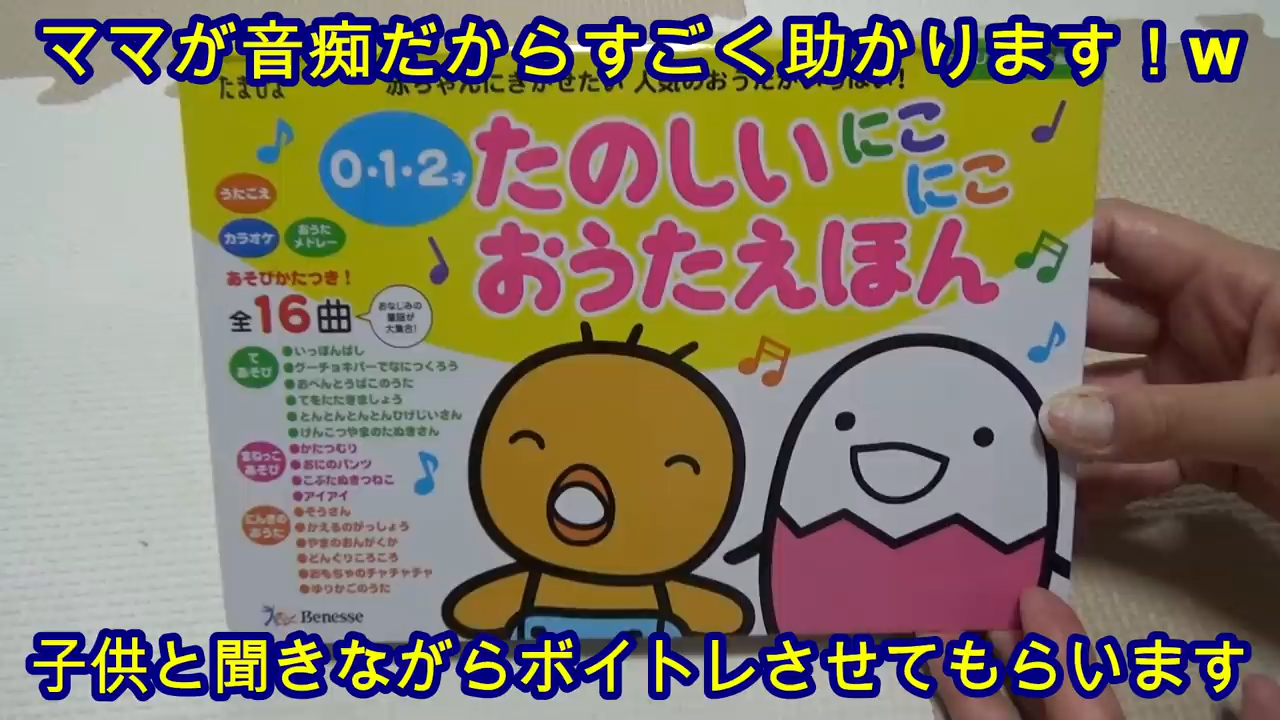 ママが音痴だからすごく助かります！w
たまひよ
赤ちゃんにきかせたい 人気のおうたがいっぱい!
0・1・2才
たのしい
にこ
にこ
おうたえほん
うたこえ
カラオケ
おうた
メドレー
あそびかたつき！
全16曲
おなじみの
童謡が
大集合!
て
あそび
●いっぽんばし
●グーチョキパーでなにつくろう
●おべんとうばこのうた
●てをたたきましょう
●とんとんとんとんひげじいさん
●げんこつやまのたぬきさん
まねっこ
あそび
●かたつむり
●おにのパンツ
●こぶたぬきつねこ
●アイアイ
にんきの
おうた
●ぞうさん
●かえるのがっしょう
●やまのおんがくか
●どんぐりころころ
●おもちゃのチャチャチャ
●ゆりかごのうた
Benesse
子供と聞きながらボイトレさせてもらいます